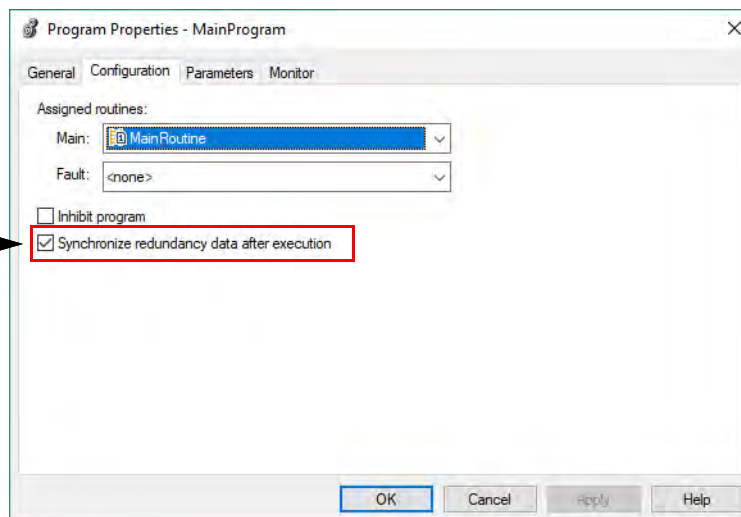 Program Properties - MainProgram
General Configuration Parameters Monitor
Assigned routines:
Main: MainRoutine
Fault: <none>
Inhibit program
Synchronize redundancy data after execution
OK Cancel Apply Help